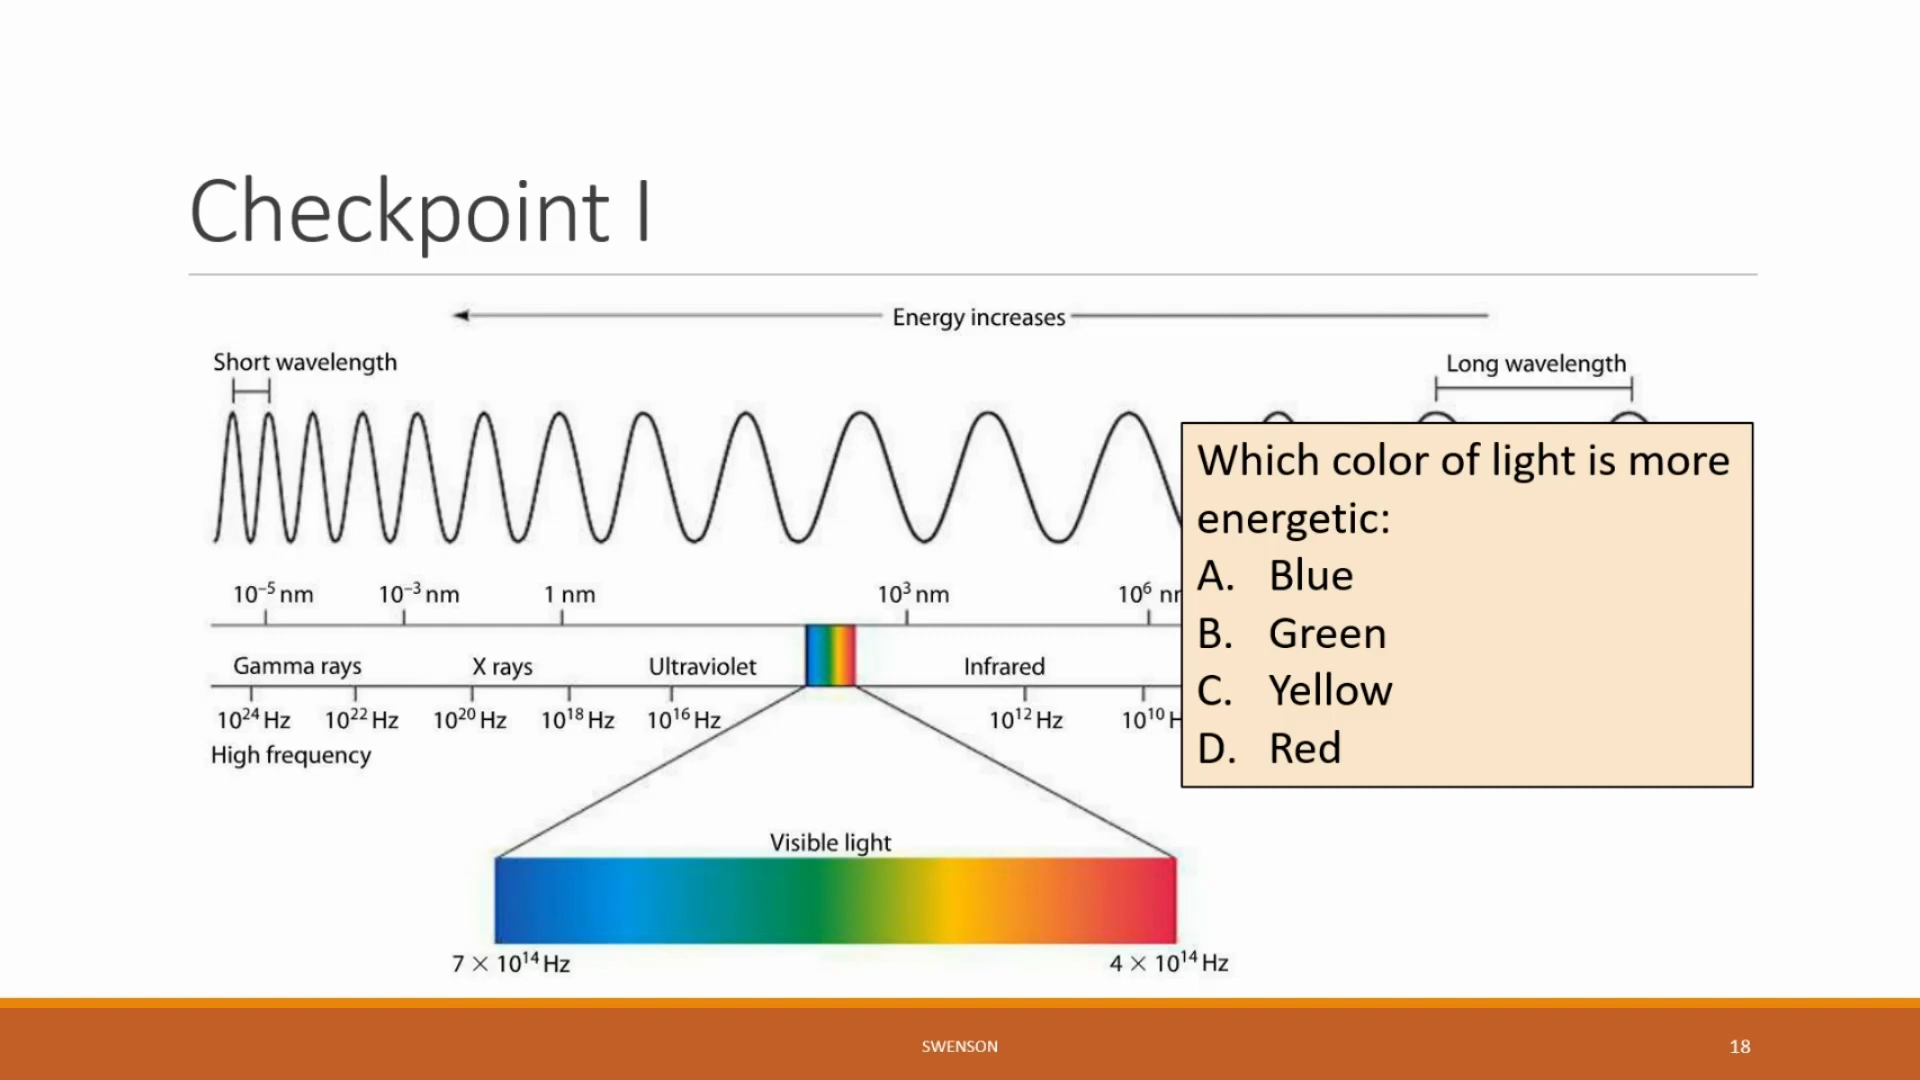 Checkpoint I
Energy increases
Short wavelength
Long wavelength
Which color of light is more
energetic:
A. Blue
B. Green
C. Yellow
D. Red
10⁻⁵ nm 10⁻³ nm 1 nm 10³ nm 10⁶ n
Gamma rays X rays Ultraviolet Infrared
10²⁴ Hz 10²² Hz 10²⁰ Hz 10¹⁸ Hz 10¹⁶ Hz 10¹² Hz 10¹⁰ H
High frequency
Visible light
7 × 10¹⁴ Hz 4 × 10¹⁴ Hz
SWENSON 18